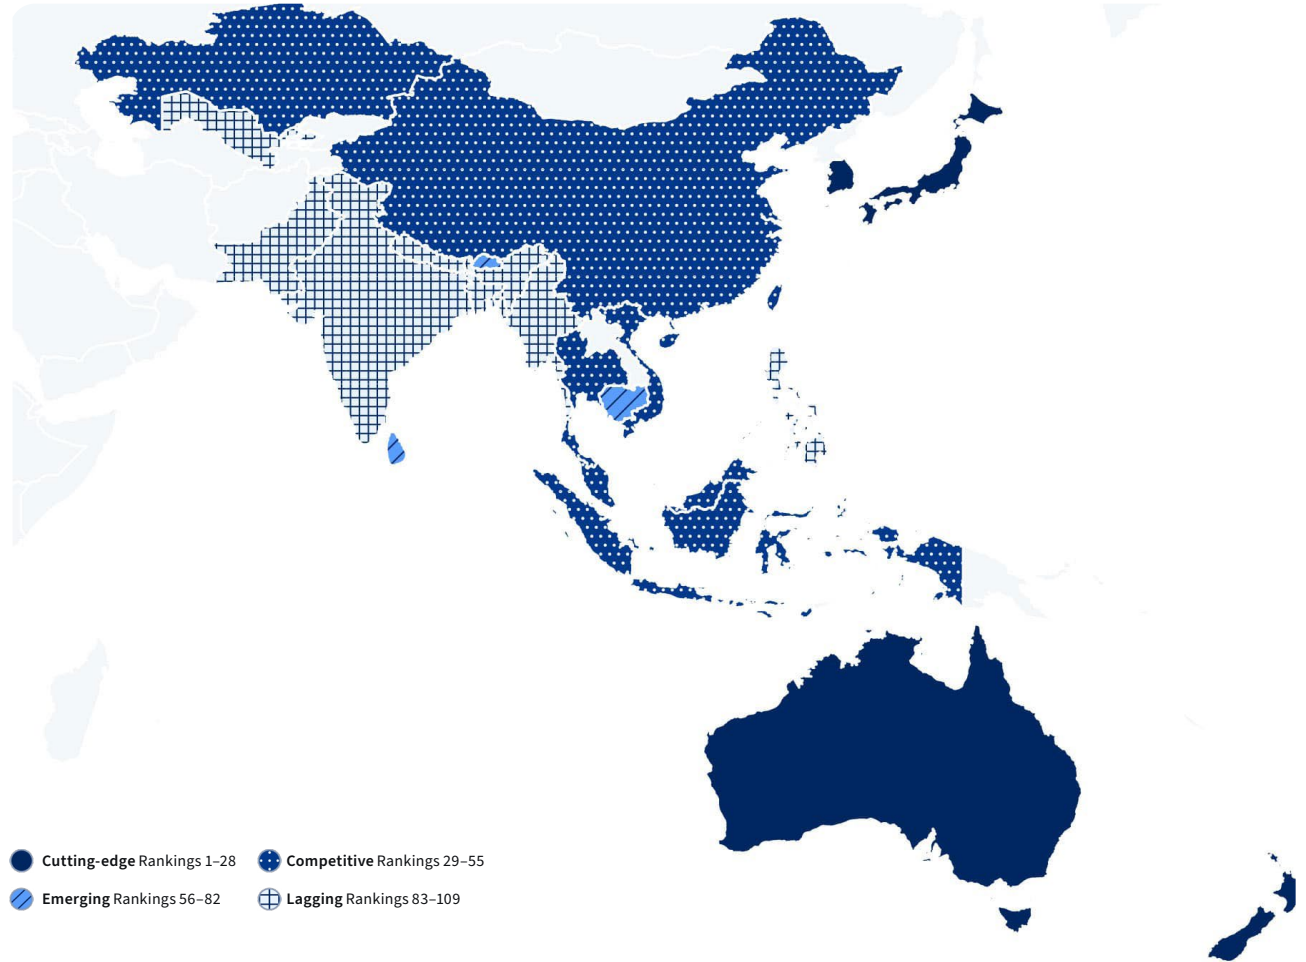 Cutting-edge Rankings 1–28
Competitive Rankings 29–55
Emerging Rankings 56–82
Lagging Rankings 83–109